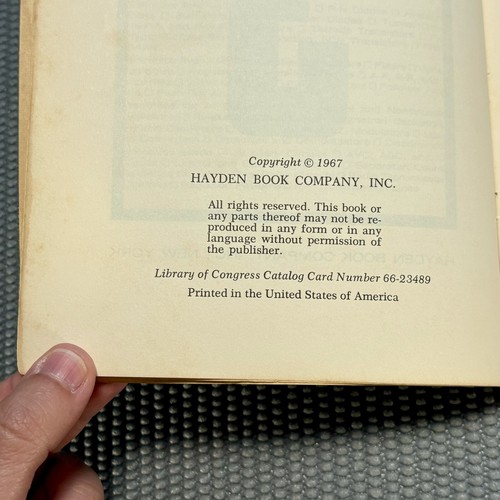 Copyright © 1967
HAYDEN BOOK COMPANY, INC.
All rights reserved. This book or
any parts thereof may not be re-
produced in any form or in any
language without permission of
the publisher.
Library of Congress Catalog Card Number 66-23489
Printed in the United States of America